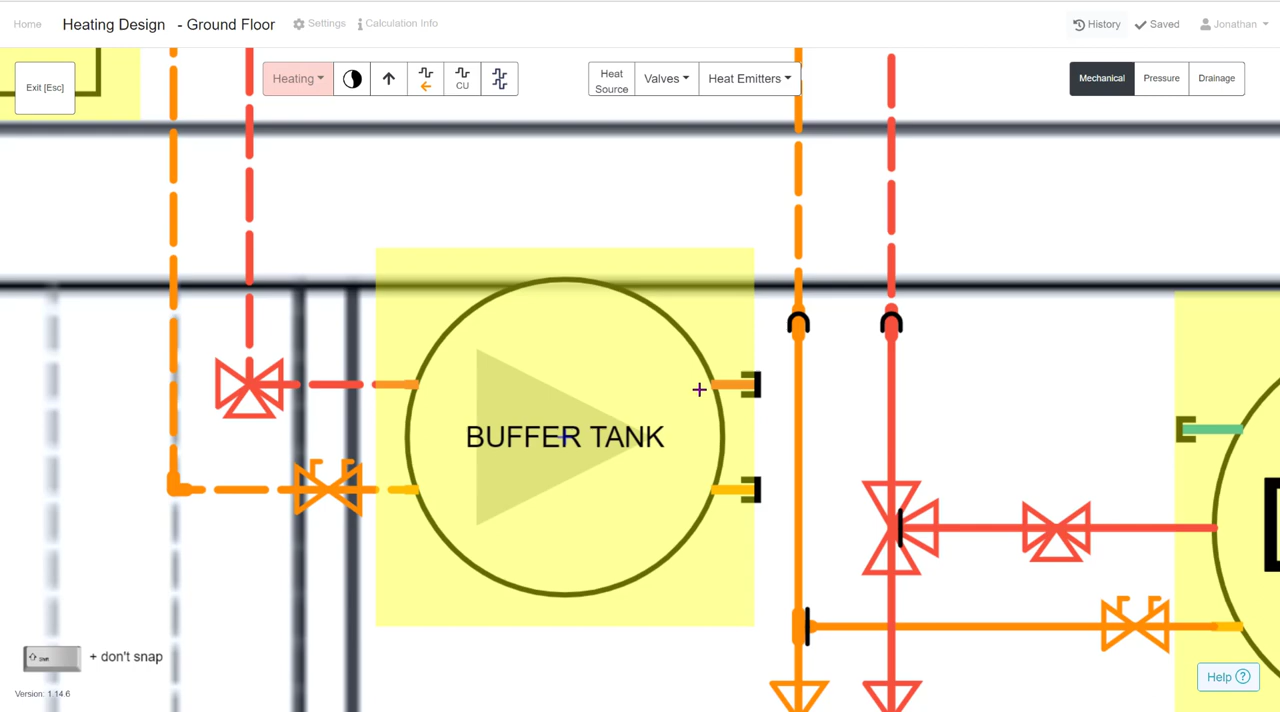 Home Heating Design - Ground Floor Settings Calculation Info History Saved Jonathan
Exit [Esc]
Heating
CU
Heat
Source
Valves
Heat Emitters
Mechanical Pressure Drainage
BUFFER TANK
Shift + don't snap
Version: 1.14.6
Help ?